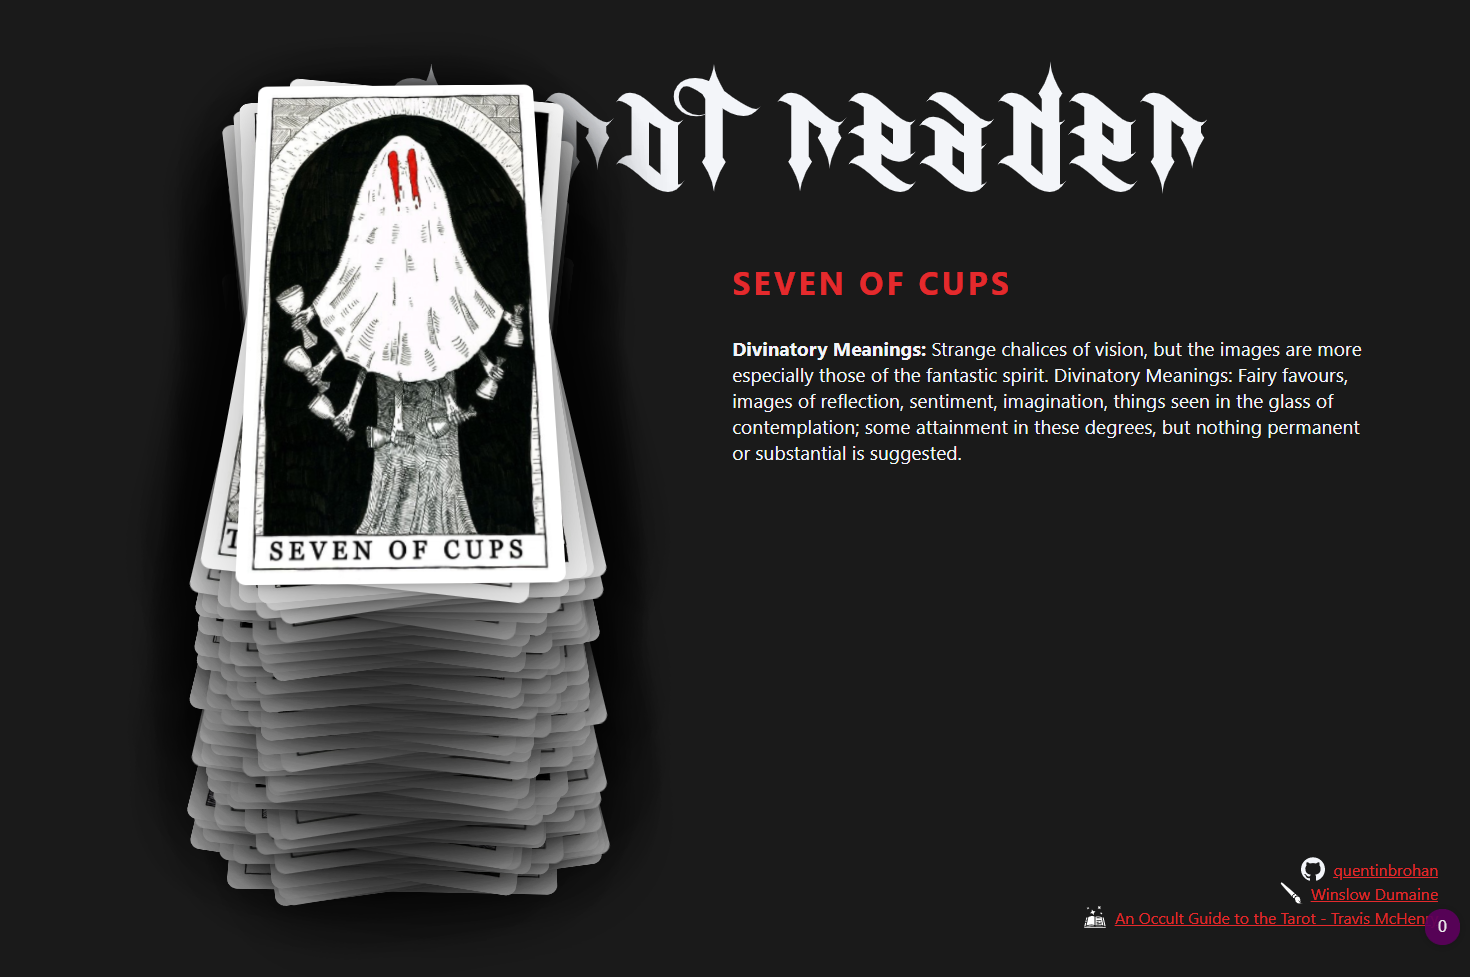 rot reader
SEVEN OF CUPS
SEVEN OF CUPS
Divinatory Meanings: Strange chalices of vision, but the images are more
especially those of the fantastic spirit. Divinatory Meanings: Fairy favours,
images of reflection, sentiment, imagination, things seen in the glass of
contemplation; some attainment in these degrees, but nothing permanent
or substantial is suggested.
quentinbrohan
Winslow Dumaine
An Occult Guide to the Tarot - Travis McHen
0